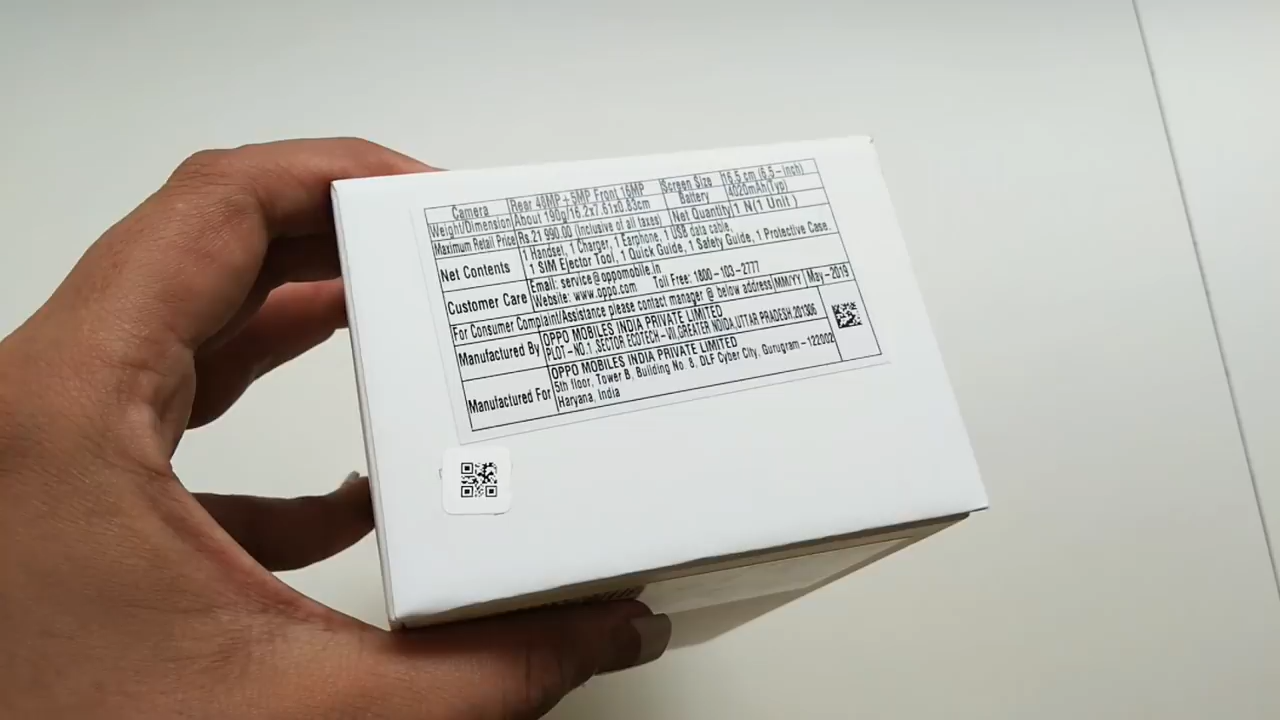 Camera Rear 48MP+5MP Front 16MP Screen Size 16.5 cm (6.5-inch)
Weight/Dimension About 190g/16.2x7.61x0.83cm Battery 4020mAh(Typ)
Maximum Retail Price Rs.21 990.00 (Inclusive of all taxes) Net Quantity 1 N(1 Unit )
Net Contents 1 Handset, 1 Charger, 1 Earphone, 1 USB data cable,
1 SIM Ejector Tool, 1 Quick Guide, 1 Safety Guide, 1 Protective Case.
Customer Care Email: service@oppomobile.in
Website: www.oppo.com Toll Free: 1800-103-2777
For Consumer Complaint/Assistance please contact manager @ below address MM/YY May-2019
Manufactured By OPPO MOBILES INDIA PRIVATE LIMITED
PLOT-NO.1 ,SECTOR ECOTECH-VII,GREATER NOIDA,UTTAR PRADESH.201306
Manufactured For OPPO MOBILES INDIA PRIVATE LIMITED
5th floor, Tower B, Building No. 8, DLF Cyber City, Gurugram-122002
Haryana, India